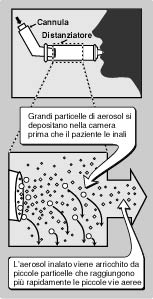 Cannula
Distanziatore
Grandi particelle di aerosol si
depositano nella camera
prima che il paziente le inali
L'aerosol inalato viene arricchito da
piccole particelle che raggiungono
più rapidamente le piccole vie aeree